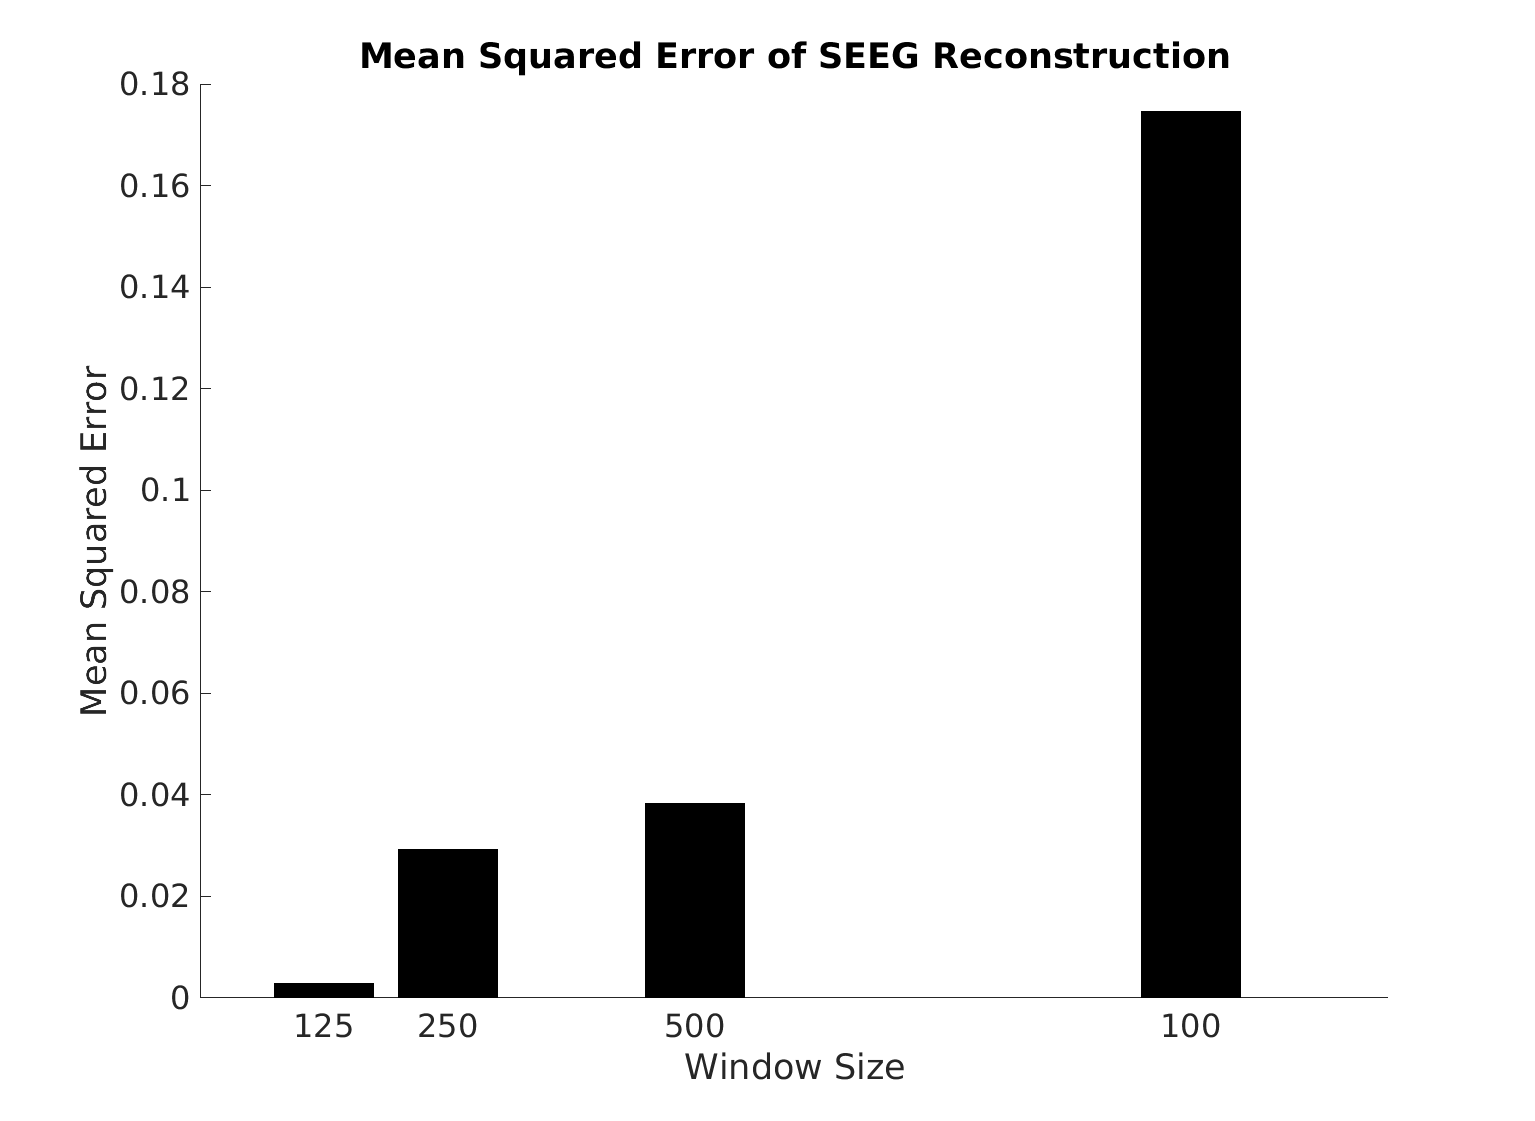 Mean Squared Error of SEEG Reconstruction
0.18
0.16
0.14
0.12
0.1
0.08
0.06
0.04
0.02
0
Mean Squared Error
125 250 500 100
Window Size